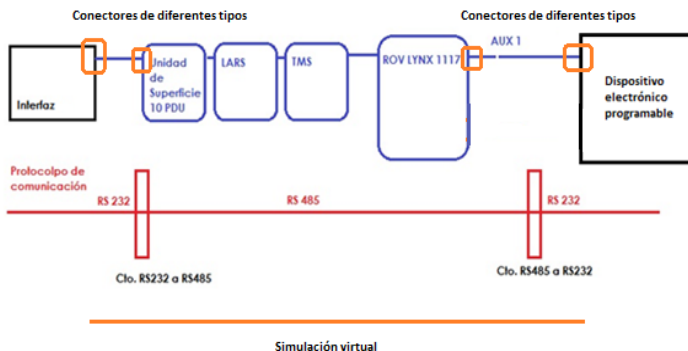 Conectores de diferentes tipos
Conectores de diferentes tipos
AUX 1
Interfaz
Unidad
de
Superficie
10 PDU
LARS
TMS
ROV LYNX 1117
Dispositivo
electrónico
programable
Protocolpo de
comunicación
RS 232
RS 485
RS 232
Cto. RS232 a RS485
Cto. RS485 a RS232
Simulación virtual